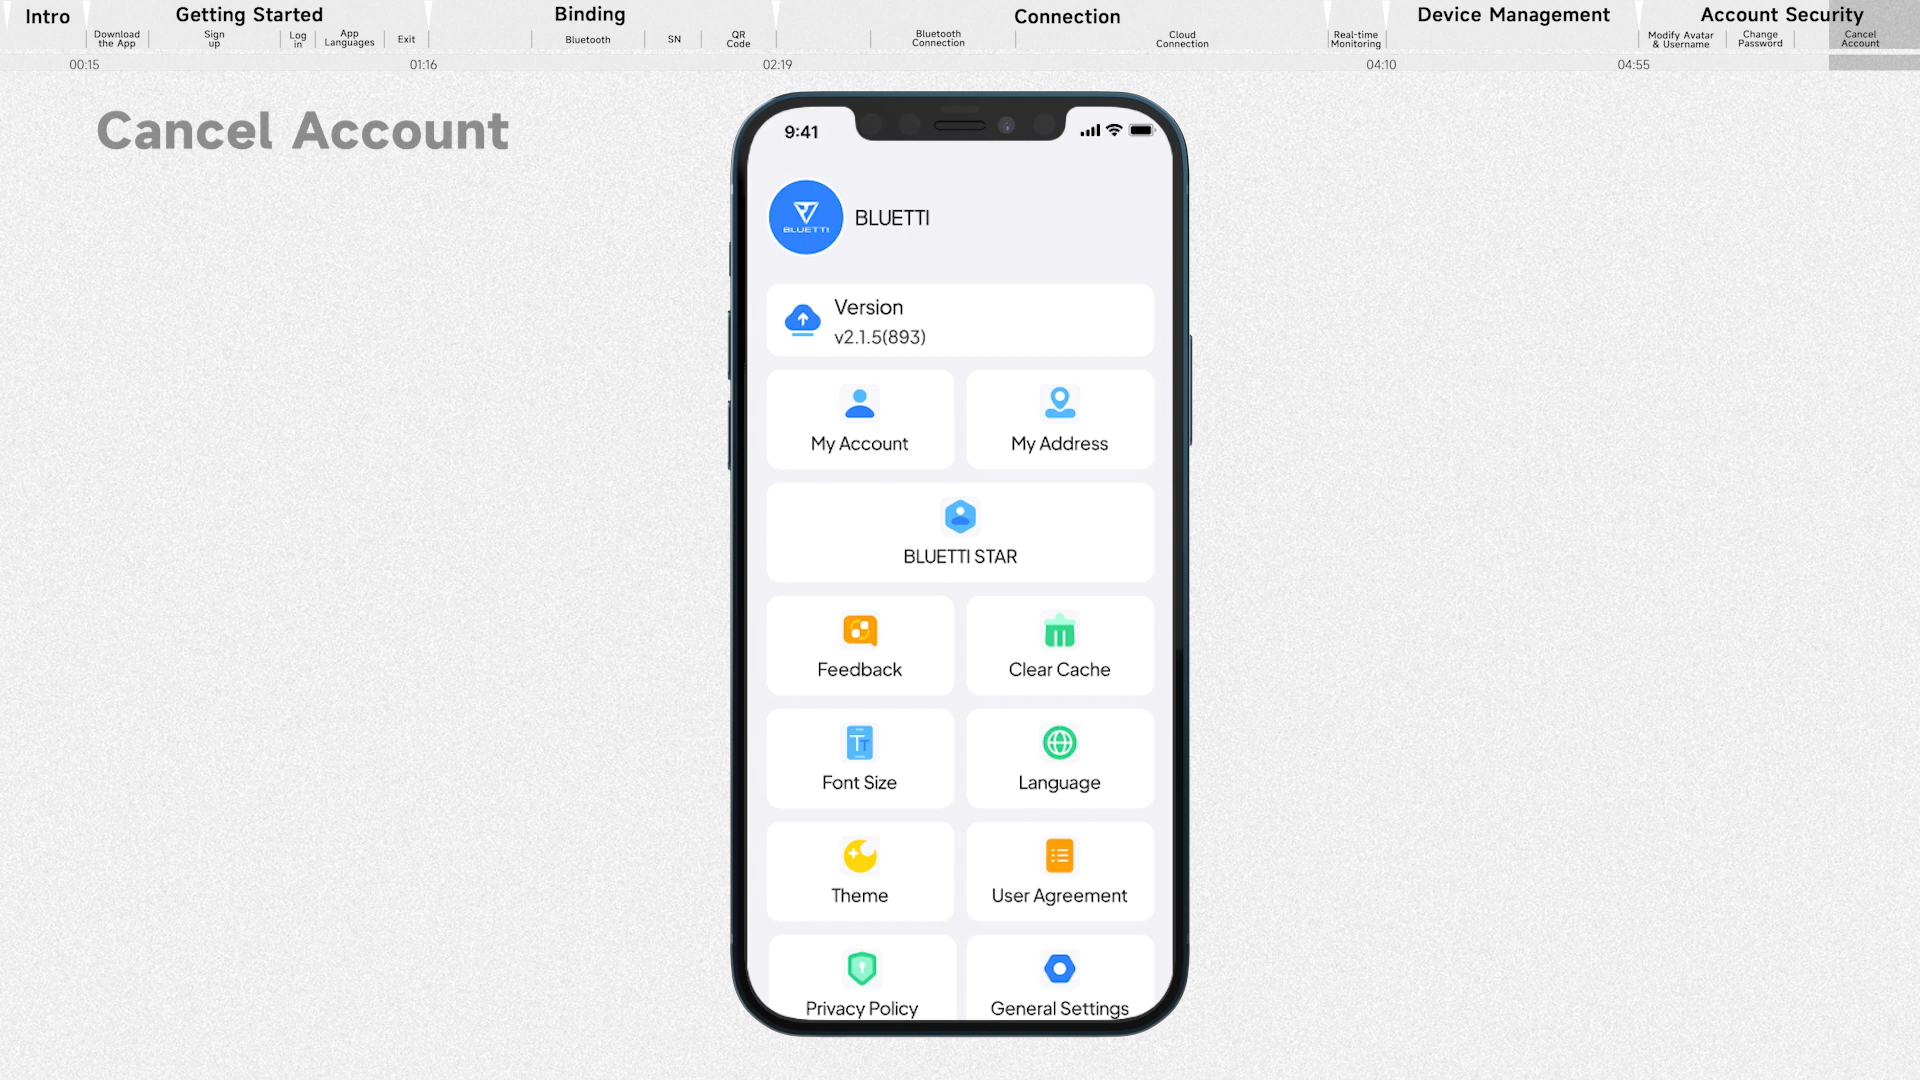 Intro
Getting Started
Binding
Connection
Device Management
Account Security
Download
the App
Sign
up
Log
in
App
Languages
Exit
Bluetooth
SN
QR
Code
Bluetooth
Connection
Cloud
Connection
Real-time
Monitoring
Modify Avatar
& Username
Change
Password
Cancel
Account
00:15
01:16
02:19
04:10
04:55
Cancel Account
9:41
BLUETTI
BLUETTI
Version
v2.1.5(893)
My Account
My Address
BLUETTI STAR
Feedback
Clear Cache
Font Size
Language
Theme
User Agreement
Privacy Policy
General Settings